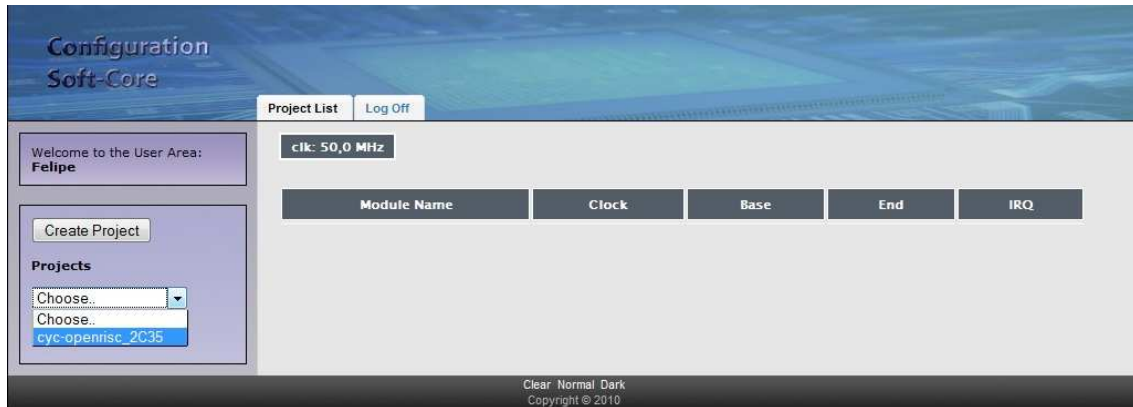 Configuration
Soft-Core
Project List Log Off
Welcome to the User Area:
Felipe
clk: 50,0 MHz
Module Name Clock Base End IRQ
Create Project
Projects
Choose..
Choose..
cyc-openrisc_2C35
Clear Normal Dark
Copyright © 2010